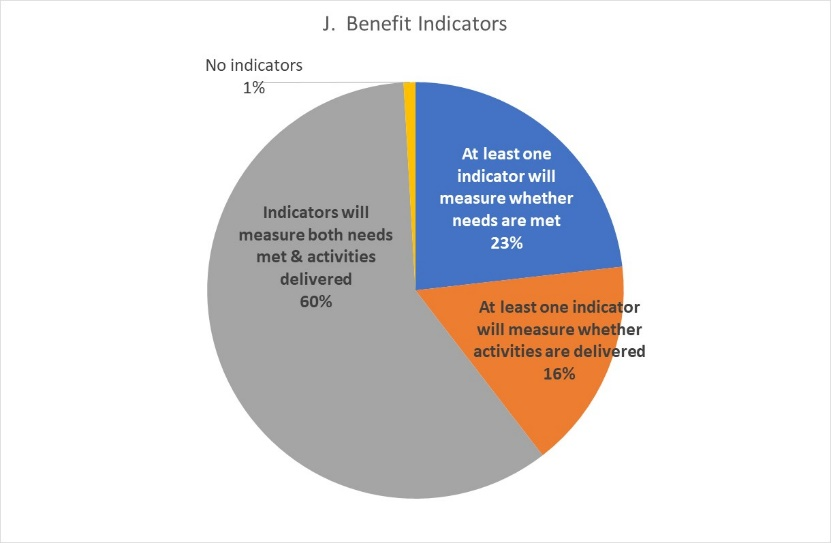 J. Benefit Indicators
No indicators
1%
At least one
indicator will
measure whether
needs are met
23%
Indicators will
measure both needs
met & activities
delivered
60%
At least one indicator
will measure whether
activities are delivered
16%